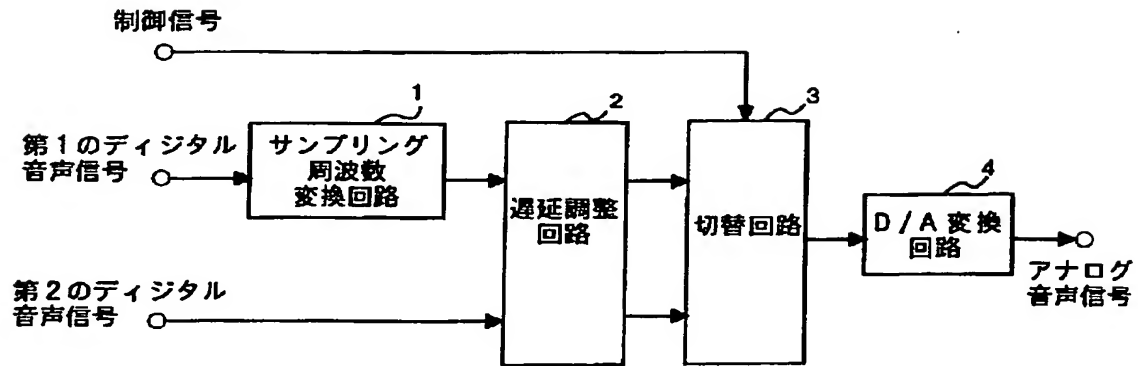 制御信号
1
2
3
第1のディジタル
音声信号
サンプリング
周波数
変換回路
遅延調整
回路
切替回路
4
D/A変換
回路
アナログ
音声信号
第2のディジタル
音声信号